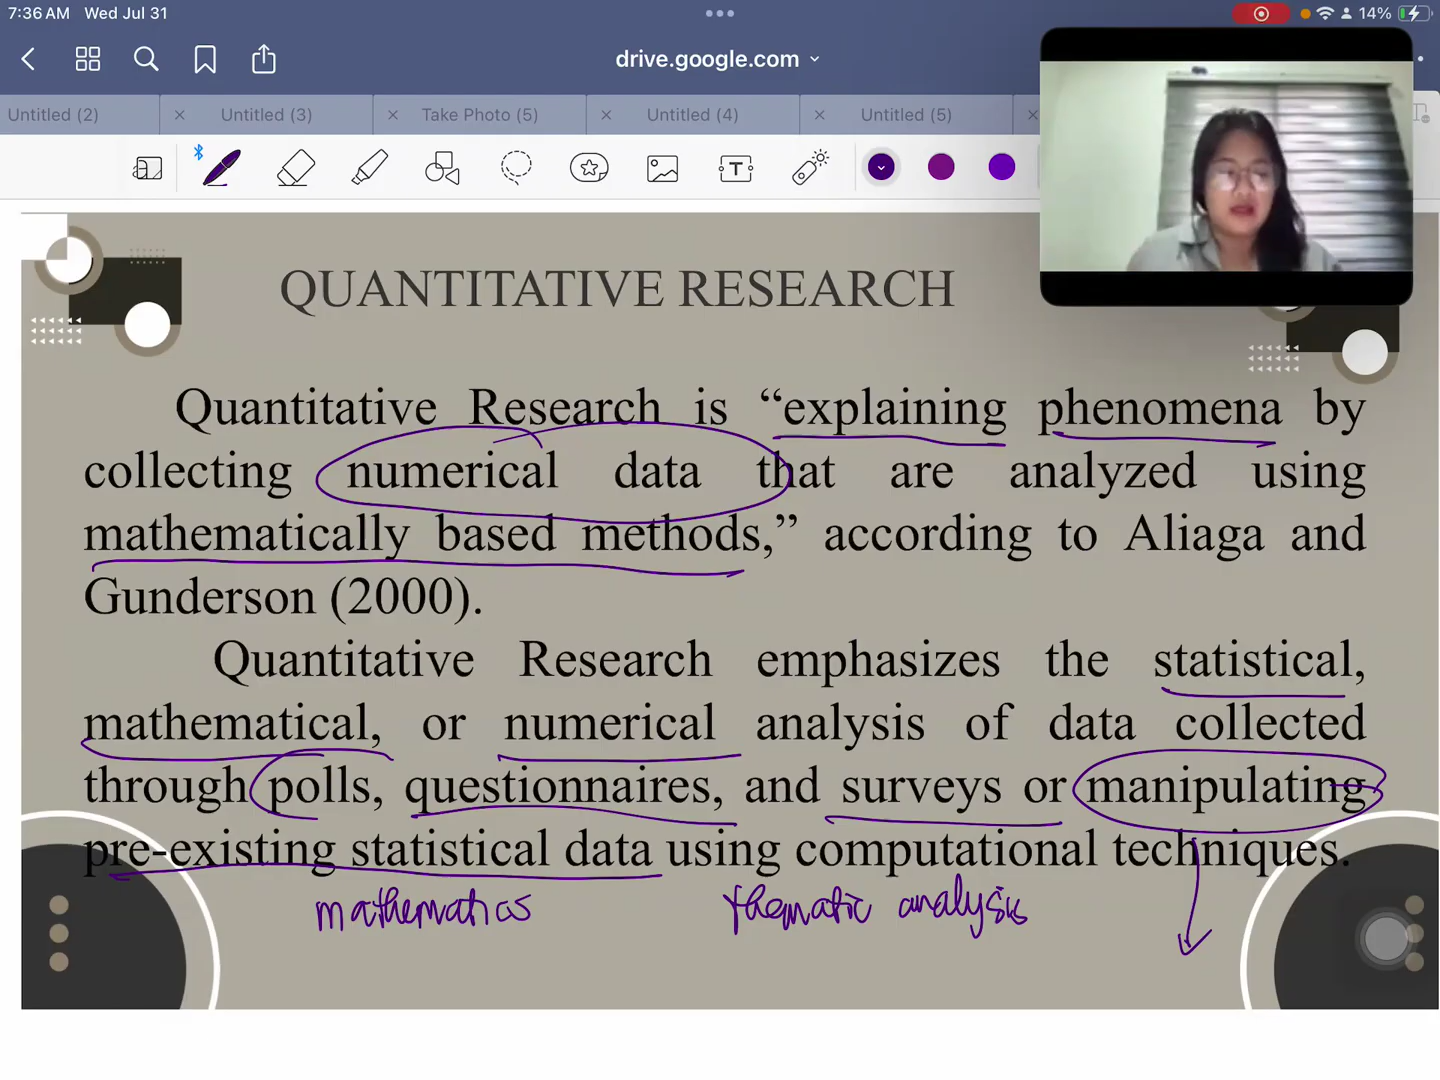 7:36 AM Wed Jul 31
14%
drive.google.com
Untitled (2)
Untitled (3)
Take Photo (5)
Untitled (4)
Untitled (5)
T
QUANTITATIVE RESEARCH
Quantitative Research is “explaining phenomena by
collecting numerical data that are analyzed using
mathematically based methods,” according to Aliaga and
Gunderson (2000).
Quantitative Research emphasizes the statistical,
mathematical, or numerical analysis of data collected
through polls, questionnaires, and surveys or manipulating
pre-existing statistical data using computational techniques.
mathematics thematic analysis